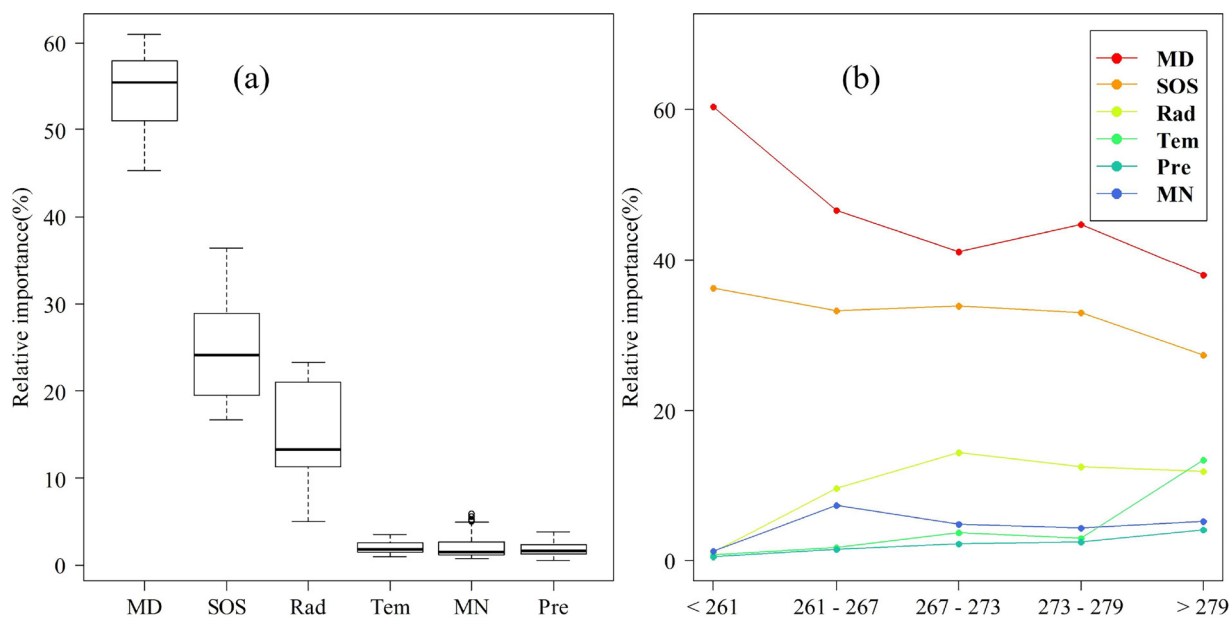 (a)
Relative importance(%)
60
50
40
30
20
10
0
MD SOS Rad Tem MN Pre
(b)
Relative importance(%)
60
40
20
0
< 261 261 - 267 267 - 273 273 - 279 > 279
MD
SOS
Rad
Tem
Pre
MN